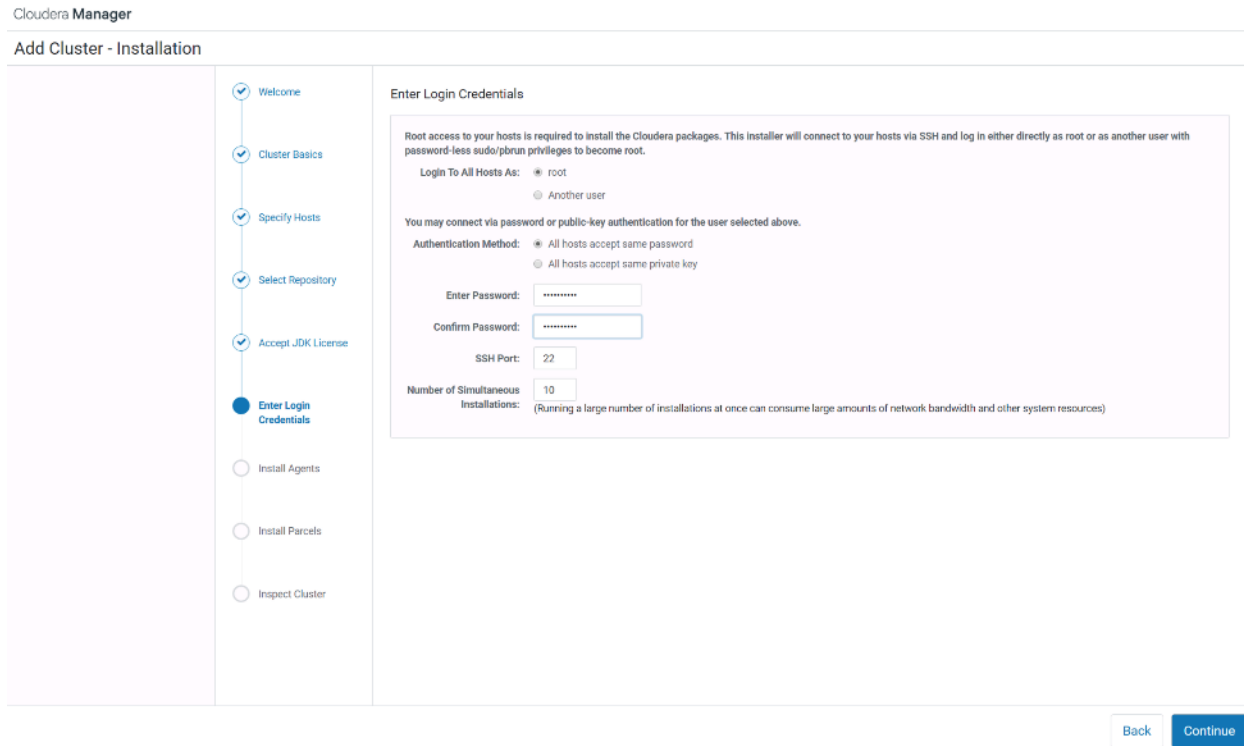 Cloudera Manager
Add Cluster - Installation
Welcome
Cluster Basics
Specify Hosts
Select Repository
Accept JDK License
Enter Login
Credentials
Install Agents
Install Parcels
Inspect Cluster
Enter Login Credentials
Root access to your hosts is required to install the Cloudera packages. This installer will connect to your hosts via SSH and log in either directly as root or as another user with
password-less sudo/pbrun privileges to become root.
Login To All Hosts As: root
Another user
You may connect via password or public-key authentication for the user selected above.
Authentication Method: All hosts accept same password
All hosts accept same private key
Enter Password: ••••••••••
Confirm Password: ••••••••••
SSH Port: 22
Number of Simultaneous 10
Installations: (Running a large number of installations at once can consume large amounts of network bandwidth and other system resources)
Back Continue